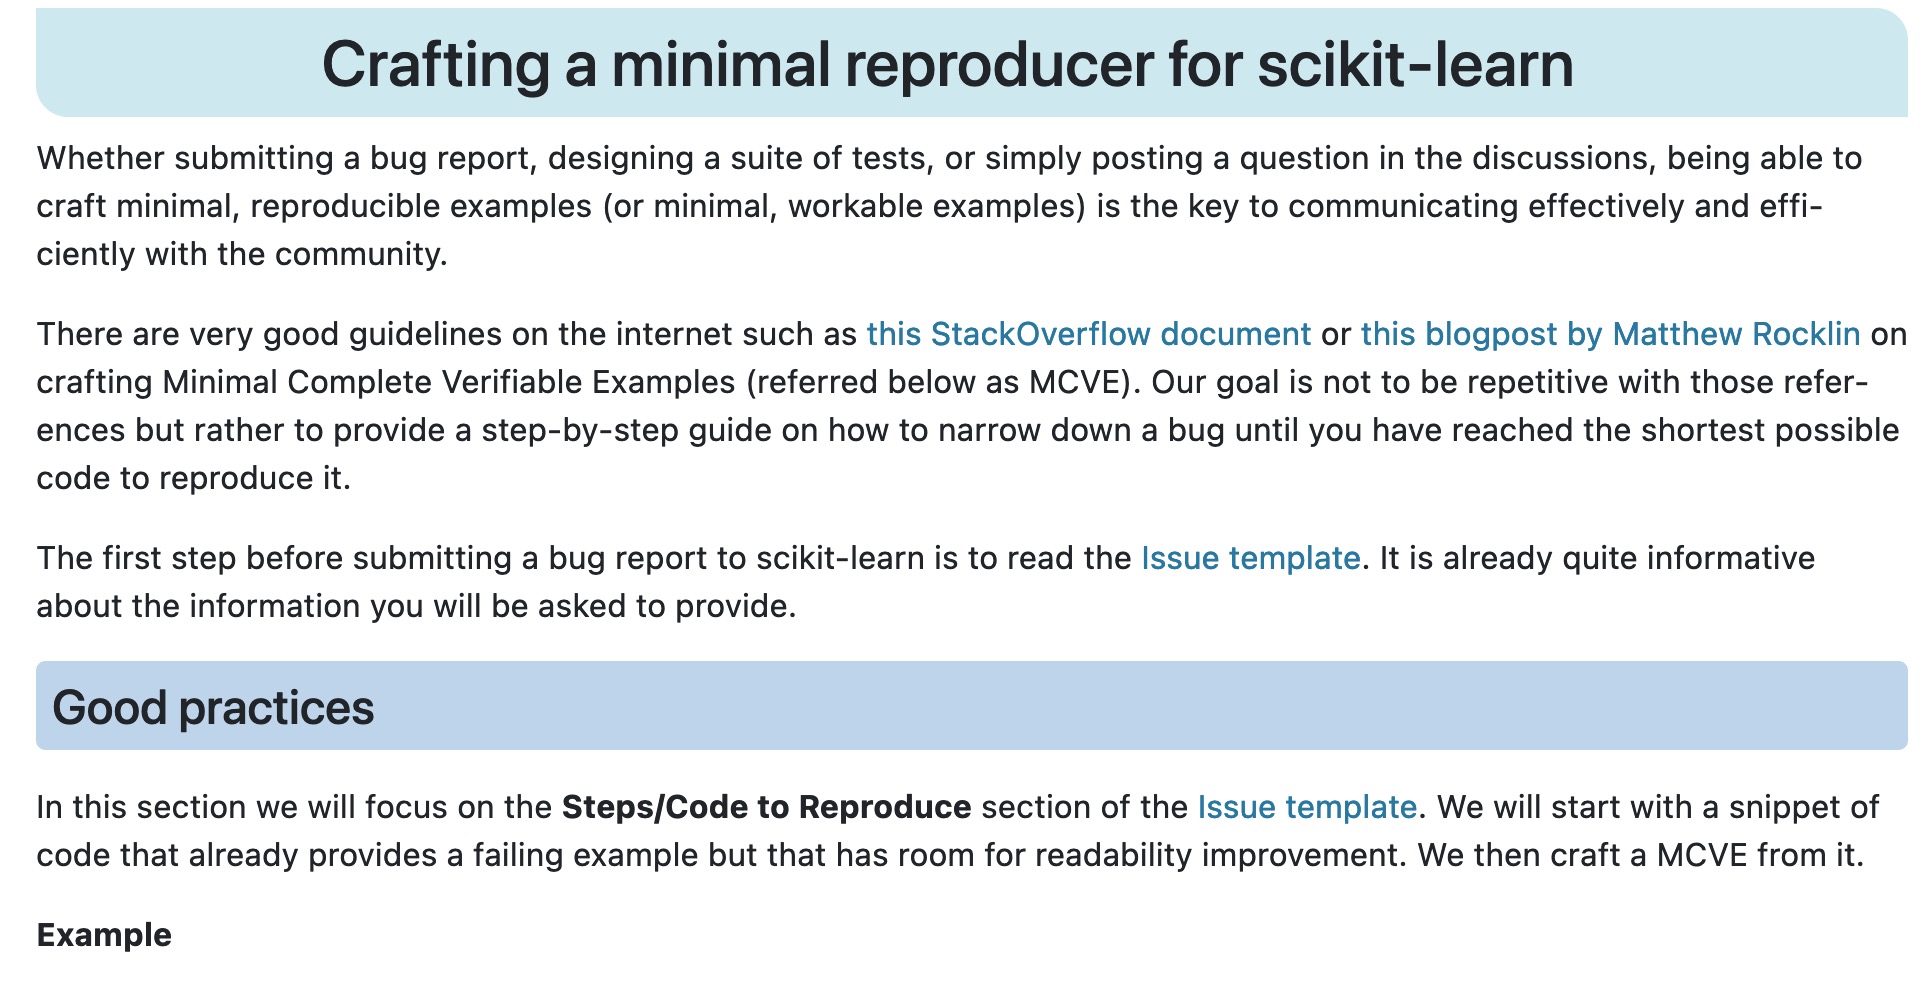 Crafting a minimal reproducer for scikit-learn
Whether submitting a bug report, designing a suite of tests, or simply posting a question in the discussions, being able to
craft minimal, reproducible examples (or minimal, workable examples) is the key to communicating effectively and effi-
ciently with the community.
There are very good guidelines on the internet such as this StackOverflow document or this blogpost by Matthew Rocklin on
crafting Minimal Complete Verifiable Examples (referred below as MCVE). Our goal is not to be repetitive with those refer-
ences but rather to provide a step-by-step guide on how to narrow down a bug until you have reached the shortest possible
code to reproduce it.
The first step before submitting a bug report to scikit-learn is to read the Issue template. It is already quite informative
about the information you will be asked to provide.
Good practices
In this section we will focus on the Steps/Code to Reproduce section of the Issue template. We will start with a snippet of
code that already provides a failing example but that has room for readability improvement. We then craft a MCVE from it.
Example